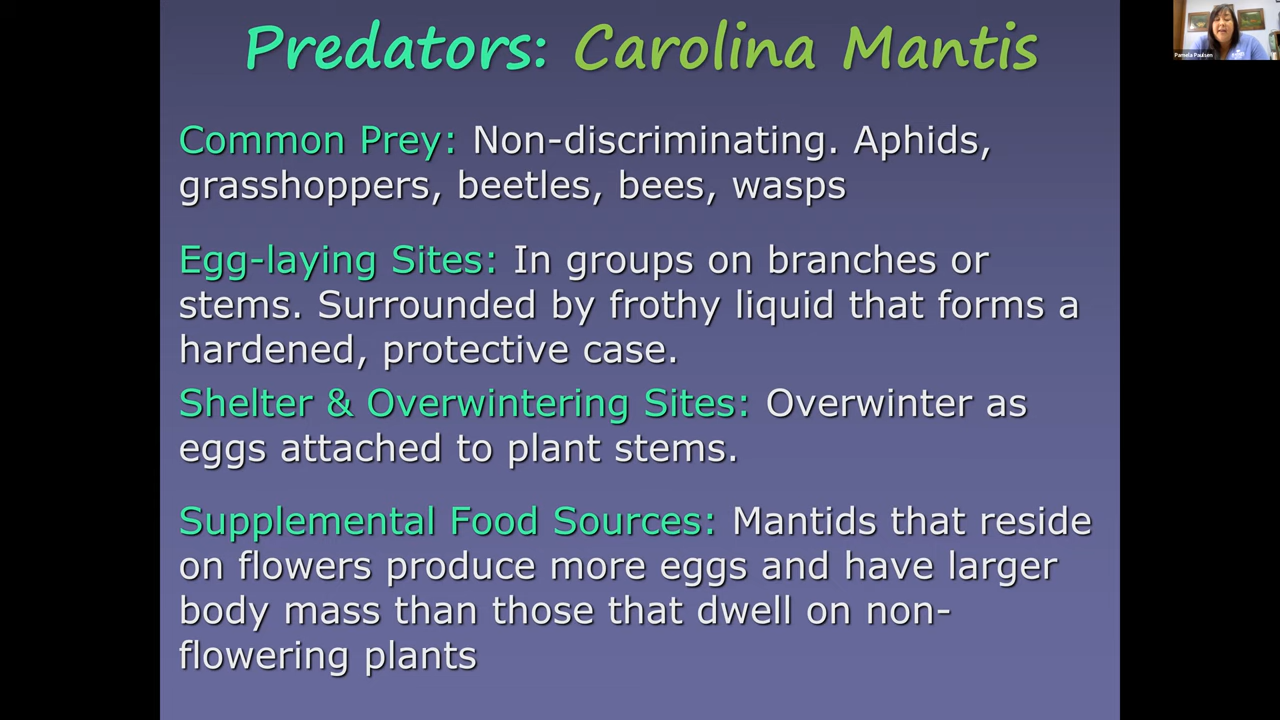 Predators: Carolina Mantis
Pamela Paulsen
Common Prey: Non-discriminating. Aphids,
grasshoppers, beetles, bees, wasps
Egg-laying Sites: In groups on branches or
stems. Surrounded by frothy liquid that forms a
hardened, protective case.
Shelter & Overwintering Sites: Overwinter as
eggs attached to plant stems.
Supplemental Food Sources: Mantids that reside
on flowers produce more eggs and have larger
body mass than those that dwell on non-
flowering plants